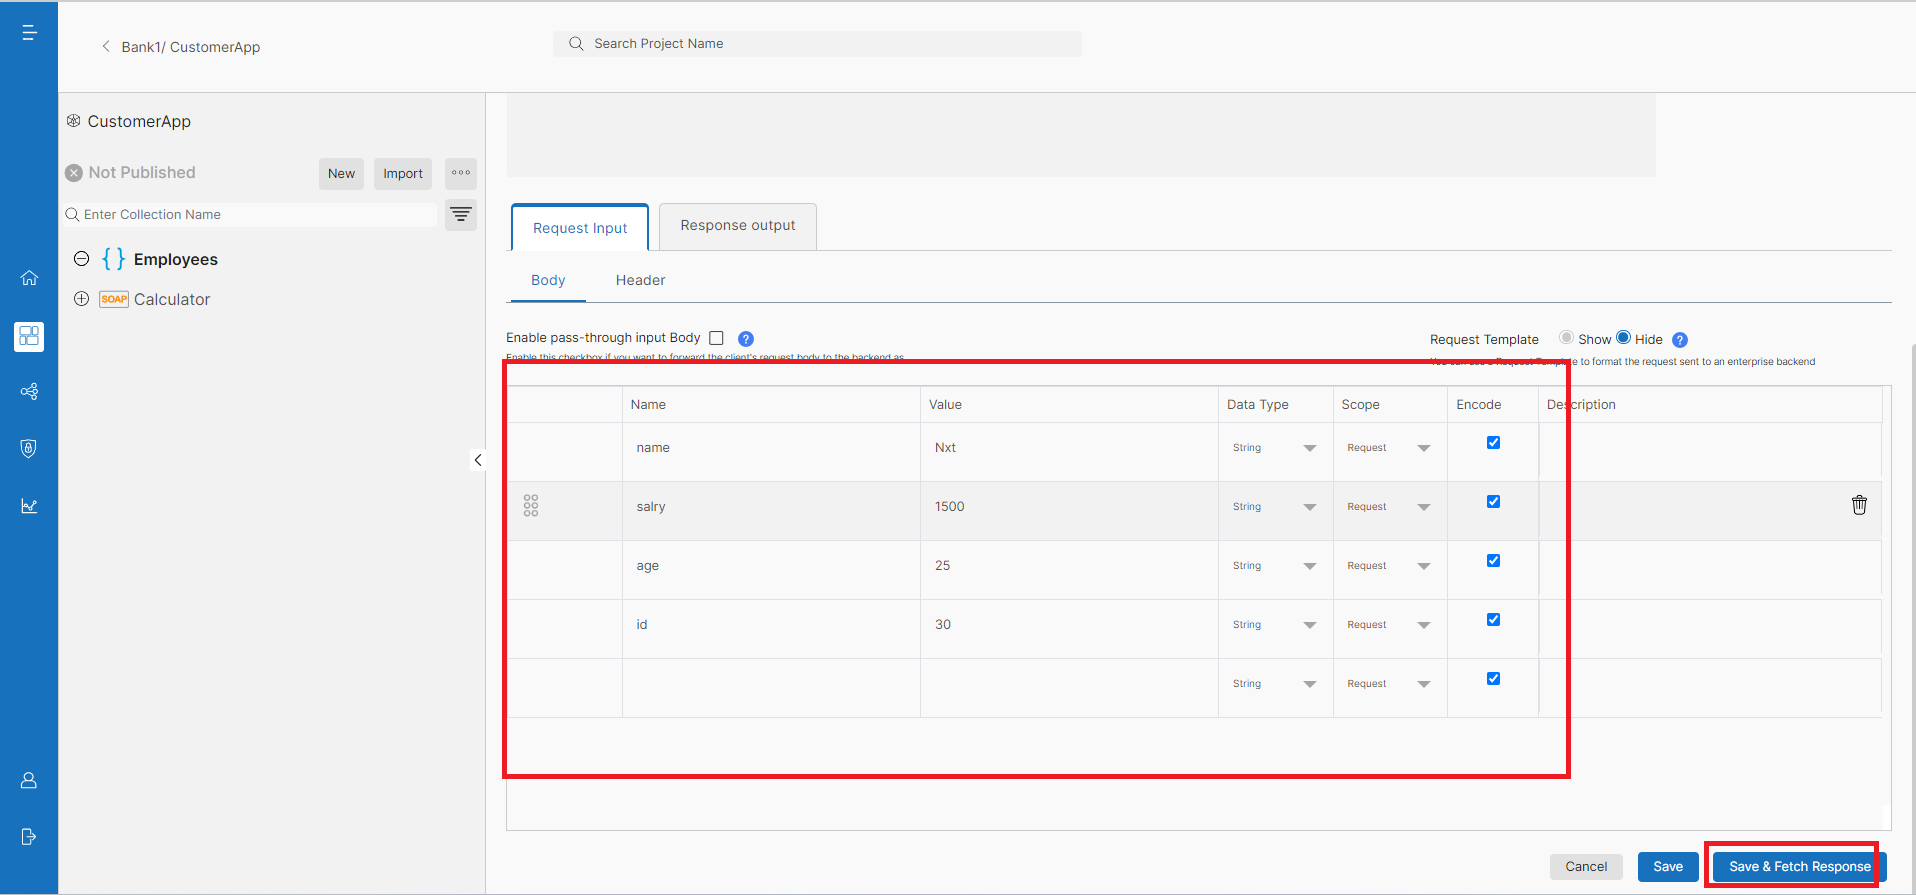 Bank1/ CustomerApp
Search Project Name
CustomerApp
Not Published
New
Import
Enter Collection Name
Employees
SOAP Calculator
Request Input
Response output
Body
Header
Enable pass-through input Body ?
Enable this checkbox if you want to forward the client's request body to the backend as
Request Template Show Hide ?
You can use a Request Template to format the request sent to an enterprise backend
Name Value Data Type Scope Encode Description
name Nxt String Request
salry 1500 String Request
age 25 String Request
id 30 String Request
String Request
Cancel
Save
Save & Fetch Response